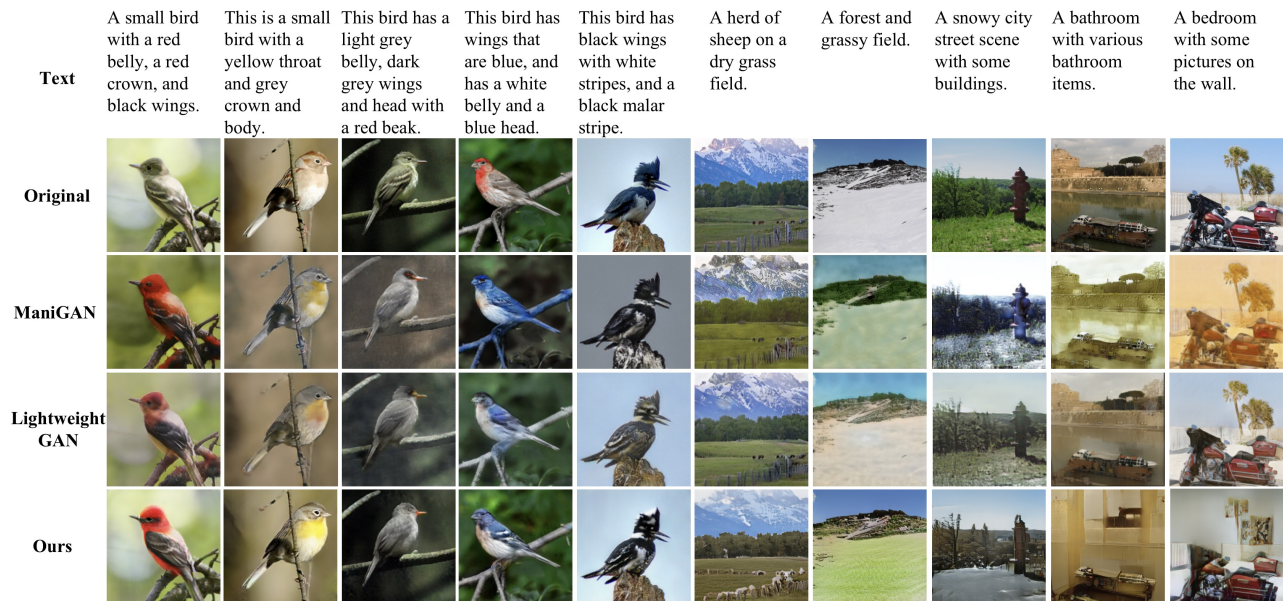 Text
A small bird
with a red
belly, a red
crown, and
black wings.
This is a small
bird with a
yellow throat
and grey
crown and
body.
This bird has a
light grey
belly, dark
grey wings
and head with
a red beak.
This bird has
wings that
are blue, and
has a white
belly and a
blue head.
This bird has
black wings
with white
stripes, and a
black malar
stripe.
A herd of
sheep on a
dry grass
field.
A forest and
grassy field.
A snowy city
street scene
with some
buildings.
A bathroom
with various
bathroom
items.
A bedroom
with some
pictures on
the wall.
Original
ManiGAN
Lightweight
GAN
Ours